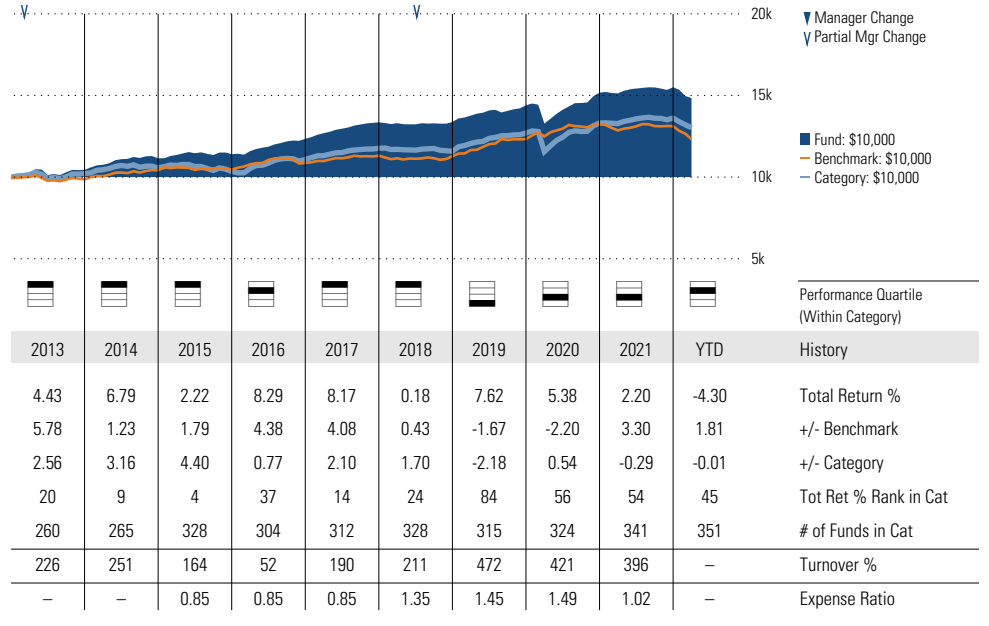 20k
Manager Change
Partial Mgr Change
15k
Fund: $10,000
Benchmark: $10,000
Category: $10,000
10k
5k
Performance Quartile
(Within Category)
2013 2014 2015 2016 2017 2018 2019 2020 2021 YTD History
4.43 6.79 2.22 8.29 8.17 0.18 7.62 5.38 2.20 -4.30 Total Return %
5.78 1.23 1.79 4.38 4.08 0.43 -1.67 -2.20 3.30 1.81 +/- Benchmark
2.56 3.16 4.40 0.77 2.10 1.70 -2.18 0.54 -0.29 -0.01 +/- Category
20 9 4 37 14 24 84 56 54 45 Tot Ret % Rank in Cat
260 265 328 304 312 328 315 324 341 351 # of Funds in Cat
226 251 164 52 190 211 472 421 396 – Turnover %
– – 0.85 0.85 0.85 1.35 1.45 1.49 1.02 – Expense Ratio